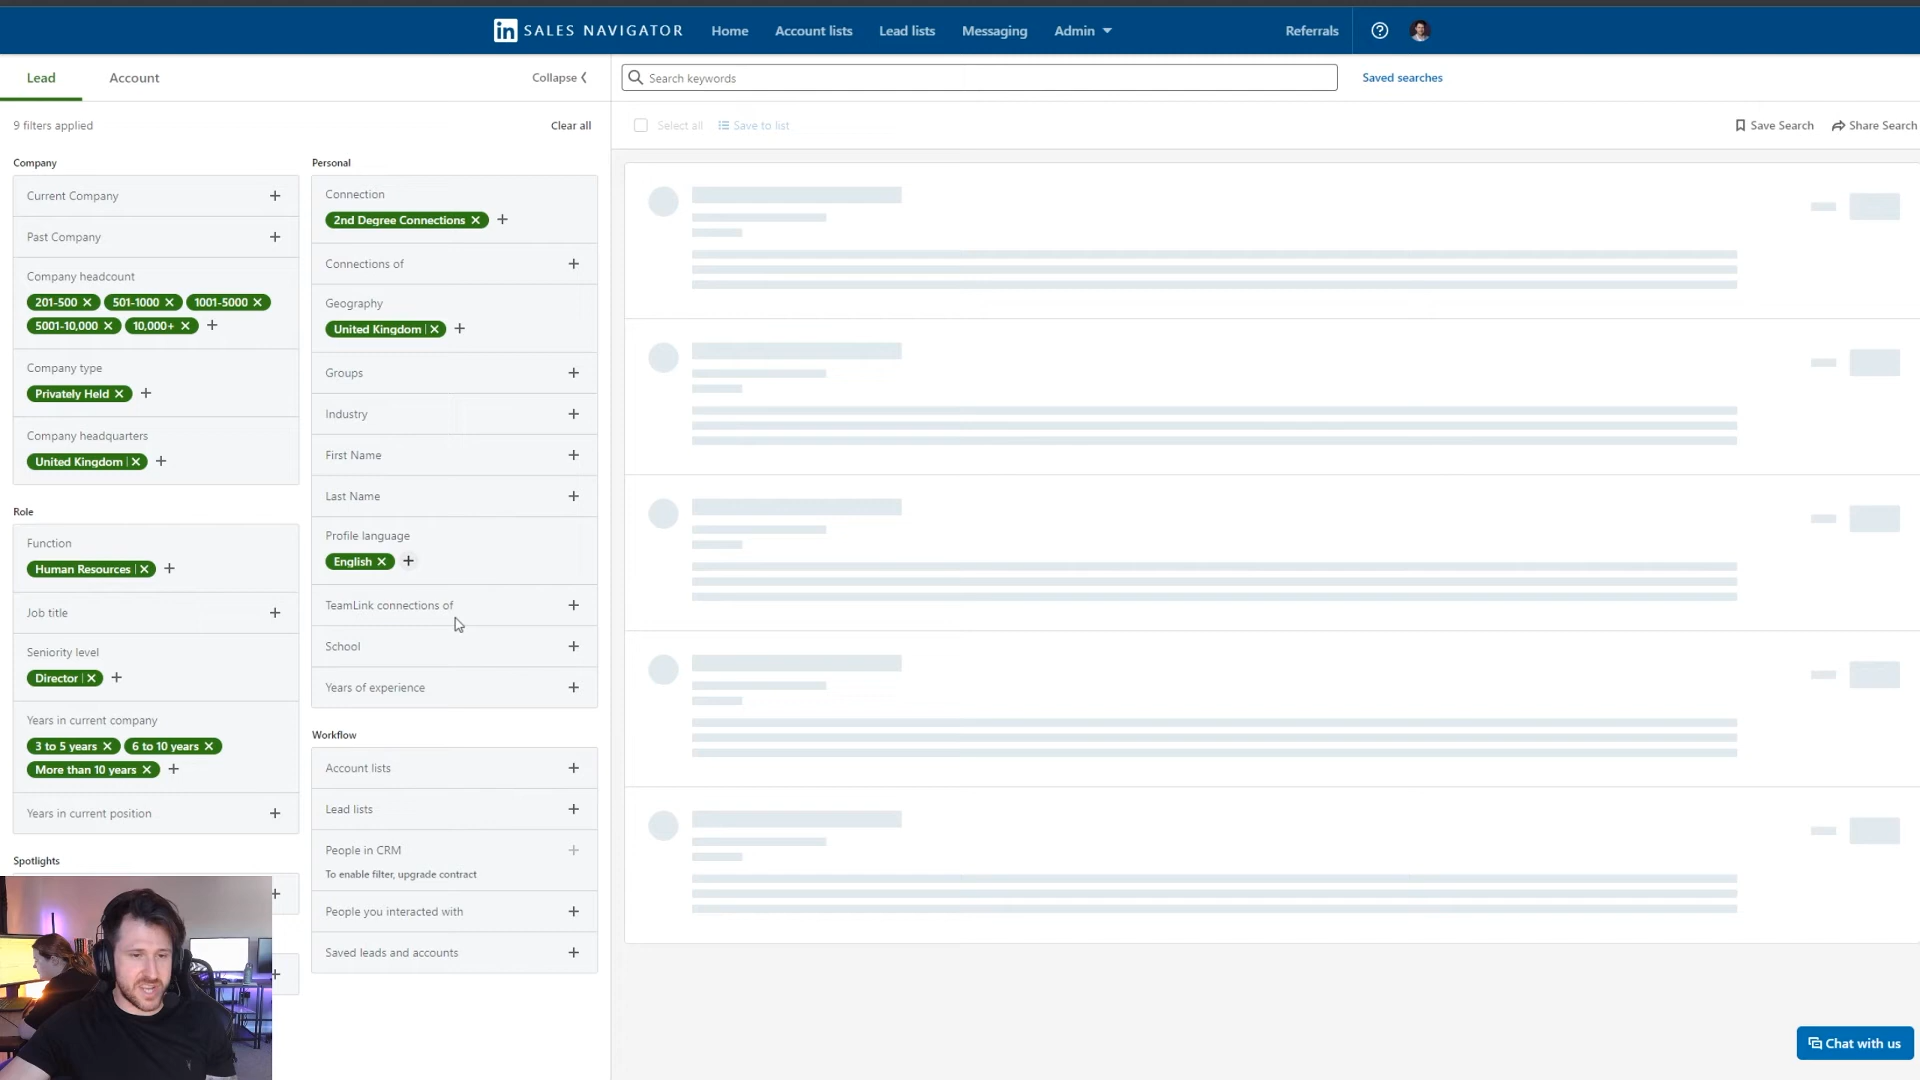 in SALES NAVIGATOR
Home
Account lists
Lead lists
Messaging
Admin
Referrals
Lead
Account
Collapse
Search keywords
Saved searches
9 filters applied
Clear all
Select all
Save to list
Save Search
Share Search
Company
Current Company
Past Company
Company headcount
201-500 501-1000 1001-5000
5001-10,000 10,000+
Company type
Privately Held
Company headquarters
United Kingdom
Role
Function
Human Resources
Job title
Seniority level
Director
Years in current company
3 to 5 years 6 to 10 years
More than 10 years
Years in current position
Spotlights
Personal
Connection
2nd Degree Connections
Connections of
Geography
United Kingdom
Groups
Industry
First Name
Last Name
Profile language
English
TeamLink connections of
School
Years of experience
Workflow
Account lists
Lead lists
People in CRM
To enable filter, upgrade contract
People you interacted with
Saved leads and accounts
Chat with us